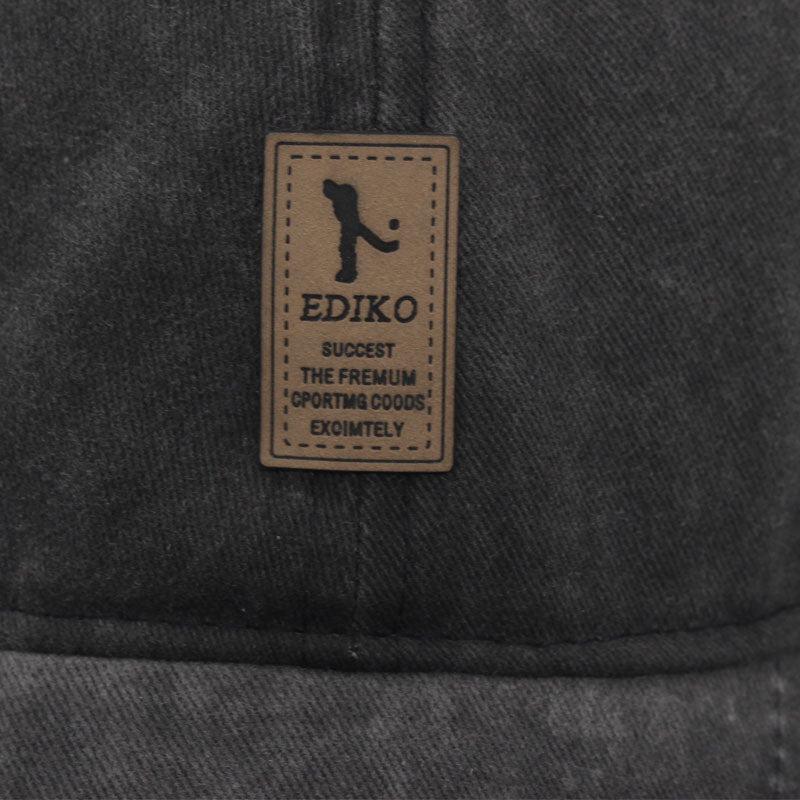 EDIKO
SUCCEST
THE FREMUM
CPORTMG COODS
EXCIMTELY